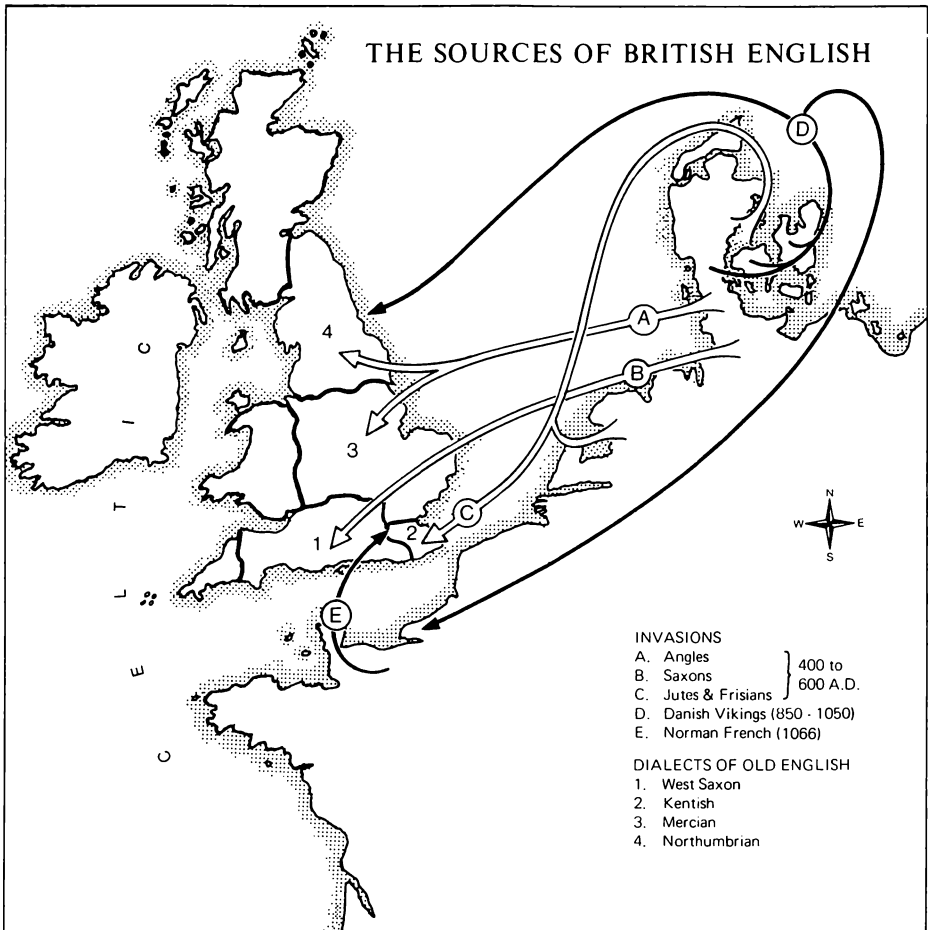 THE SOURCES OF BRITISH ENGLISH
D
A
4
B
3
C
1
2
E
N
W
E
S
C E L T I C
INVASIONS
A. Angles
B. Saxons
C. Jutes & Frisians
400 to
600 A.D.
D. Danish Vikings (850 - 1050)
E. Norman French (1066)
DIALECTS OF OLD ENGLISH
1. West Saxon
2. Kentish
3. Mercian
4. Northumbrian